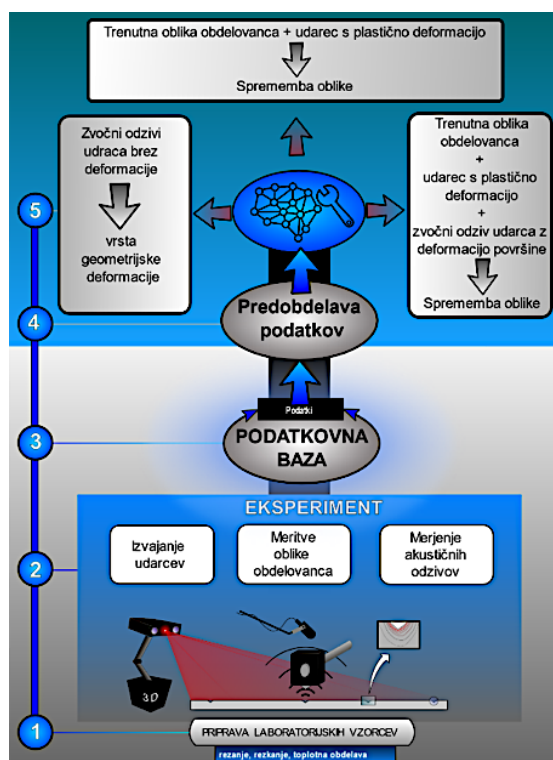 Trenutna oblika obdelovanca + udarec s plastično deformacijo
Sprememba oblike
Zvočni odzivi
udraca brez
deformacije
vrsta
geometrijske
deformacije
Trenutna oblika
obdelovanca
+
udarec s plastično
deformacijo
+
zvočni odziv udarca z
deformacijo površine
Sprememba oblike
5
4
Predobdelava
podatkov
Podatki
3
PODATKOVNA
BAZA
EKSPERIMENT
2
Izvajanje
udarcev
Meritve
oblike
obdelovanca
Merjenje
akustičnih
odzivov
3D
1
PRIPRAVA LABORATORIJSKIH VZORCEV
rezanje, rezkanje, toplotna obdelava